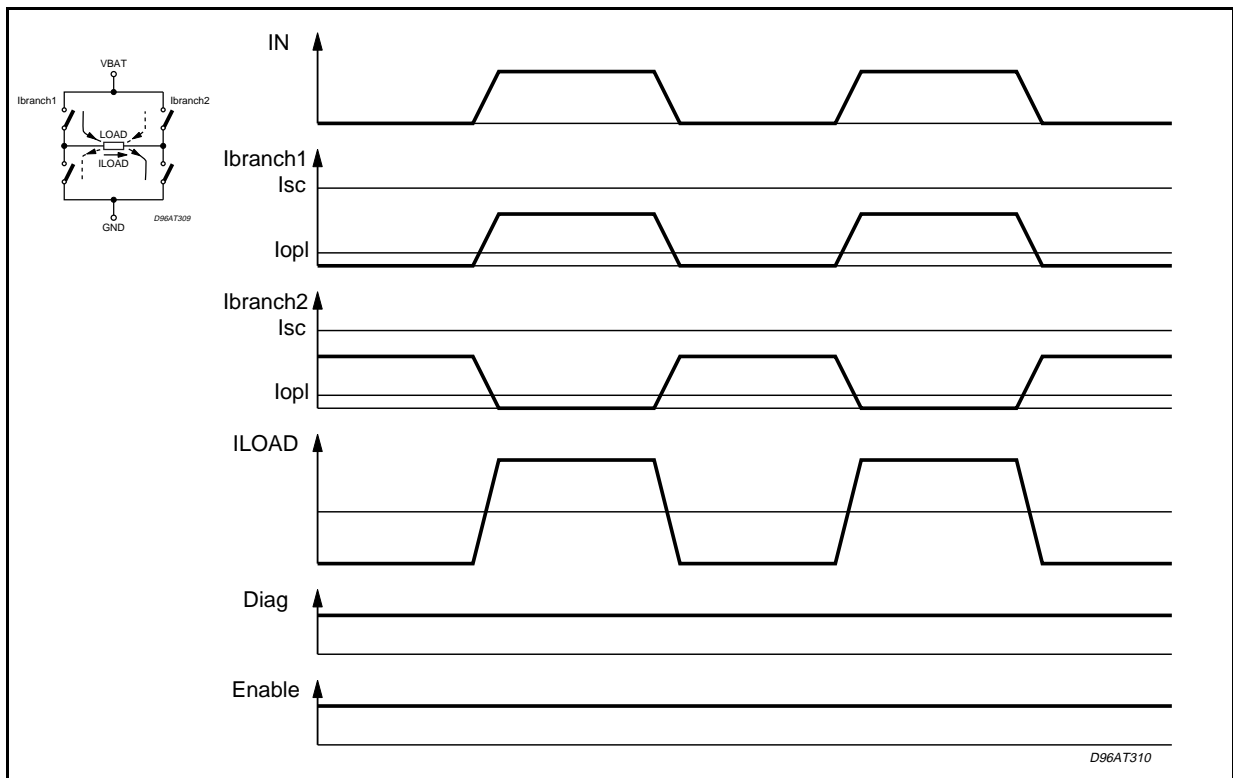 VBAT
Ibranch1
Ibranch2
LOAD
ILOAD
GND
D96AT309
IN
Ibranch1
Isc
Iopl
Ibranch2
Isc
Iopl
ILOAD
Diag
Enable
D96AT310